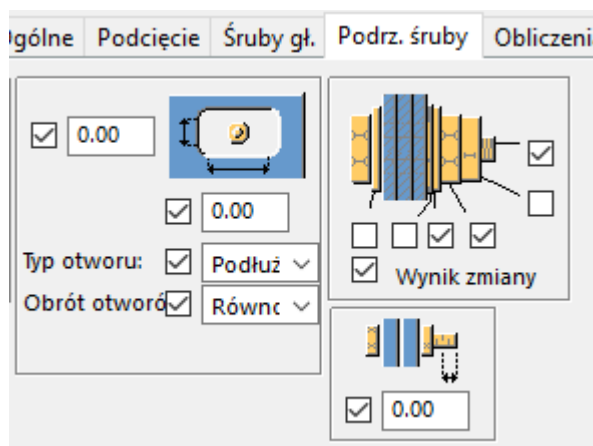 gólne Podcięcie Śruby gł. Podrz. śruby Obliczeni
0.00
0.00
Typ otworu: Podłuż
Obrót otworó Równc
Wynik zmiany
0.00